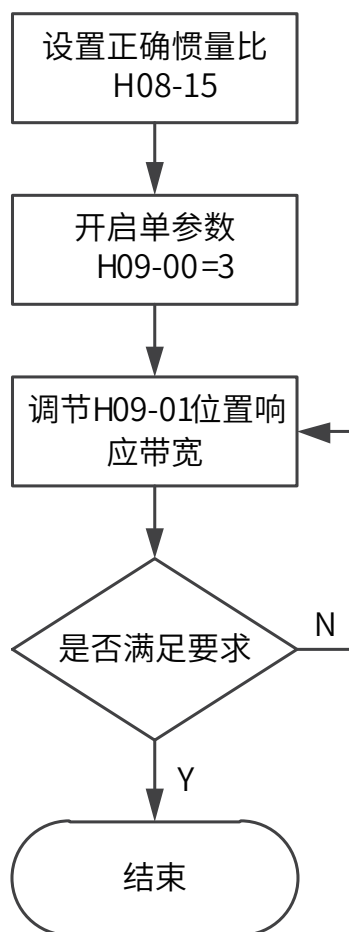 设置正确惯量比
H08-15
开启单参数
H09-00=3
调节H09-01位置响
应带宽
是否满足要求
N
Y
结束